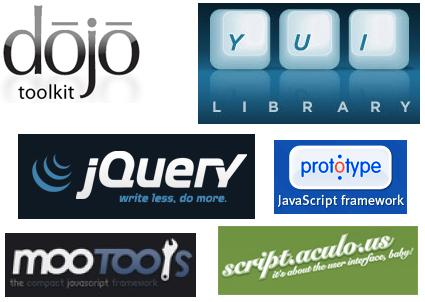 dōjō
toolkit
Y U I
LIBRARY
jQuery
write less, do more.
prototype
JavaScript framework
mooTools
the compact javascript framework
script.aculo.us
it's about the user interface, baby!